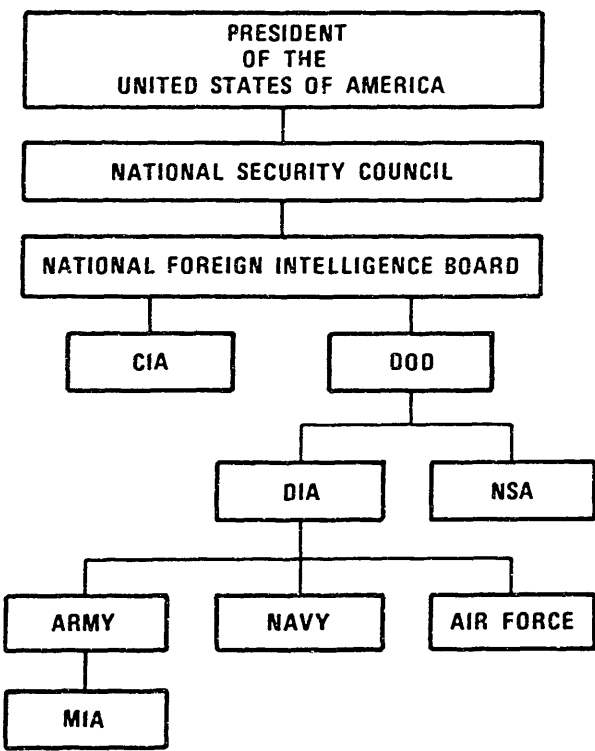 PRESIDENT
OF THE
UNITED STATES OF AMERICA
NATIONAL SECURITY COUNCIL
NATIONAL FOREIGN INTELLIGENCE BOARD
CIA
DOD
DIA
NSA
ARMY
NAVY
AIR FORCE
MIA